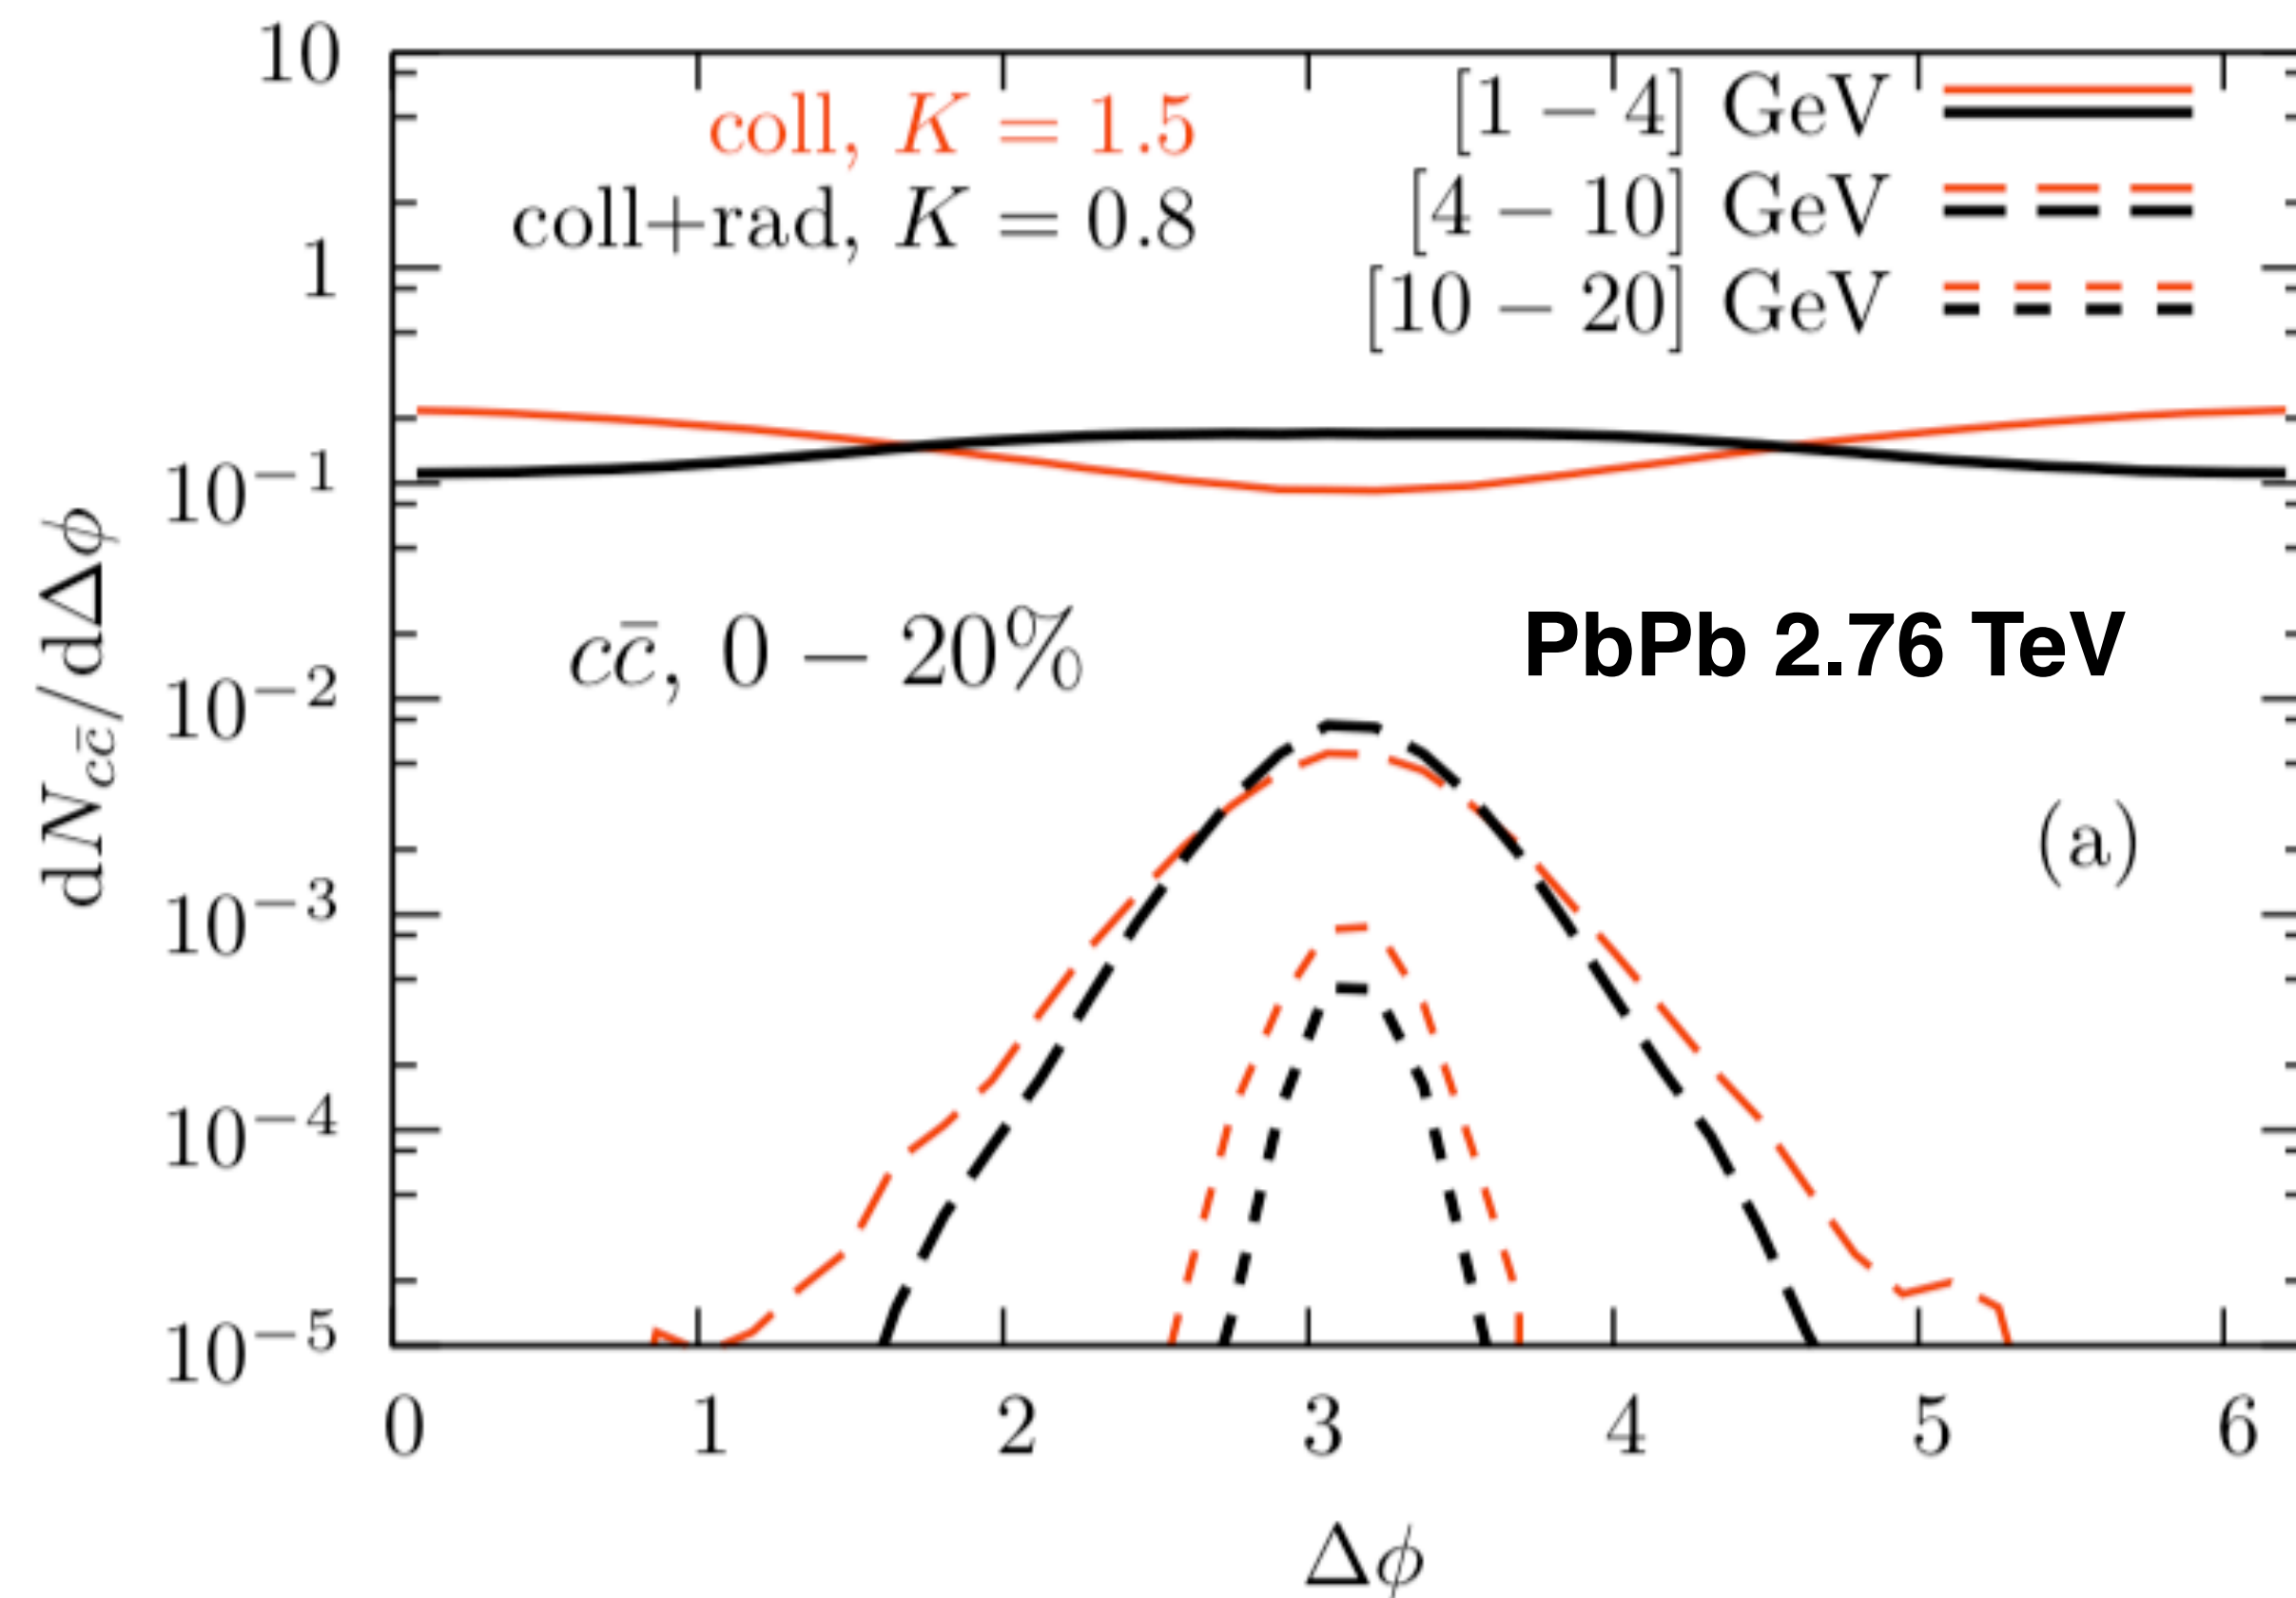 10
coll, K = 1.5
[1 − 4] GeV
coll+rad, K = 0.8
[4 − 10] GeV
1
[10 − 20] GeV
10⁻¹
dN_{cc̄}/dΔϕ
cc̄, 0 − 20%
PbPb 2.76 TeV
10⁻²
(a)
10⁻³
10⁻⁴
10⁻⁵
0 1 2 3 4 5 6
Δϕ